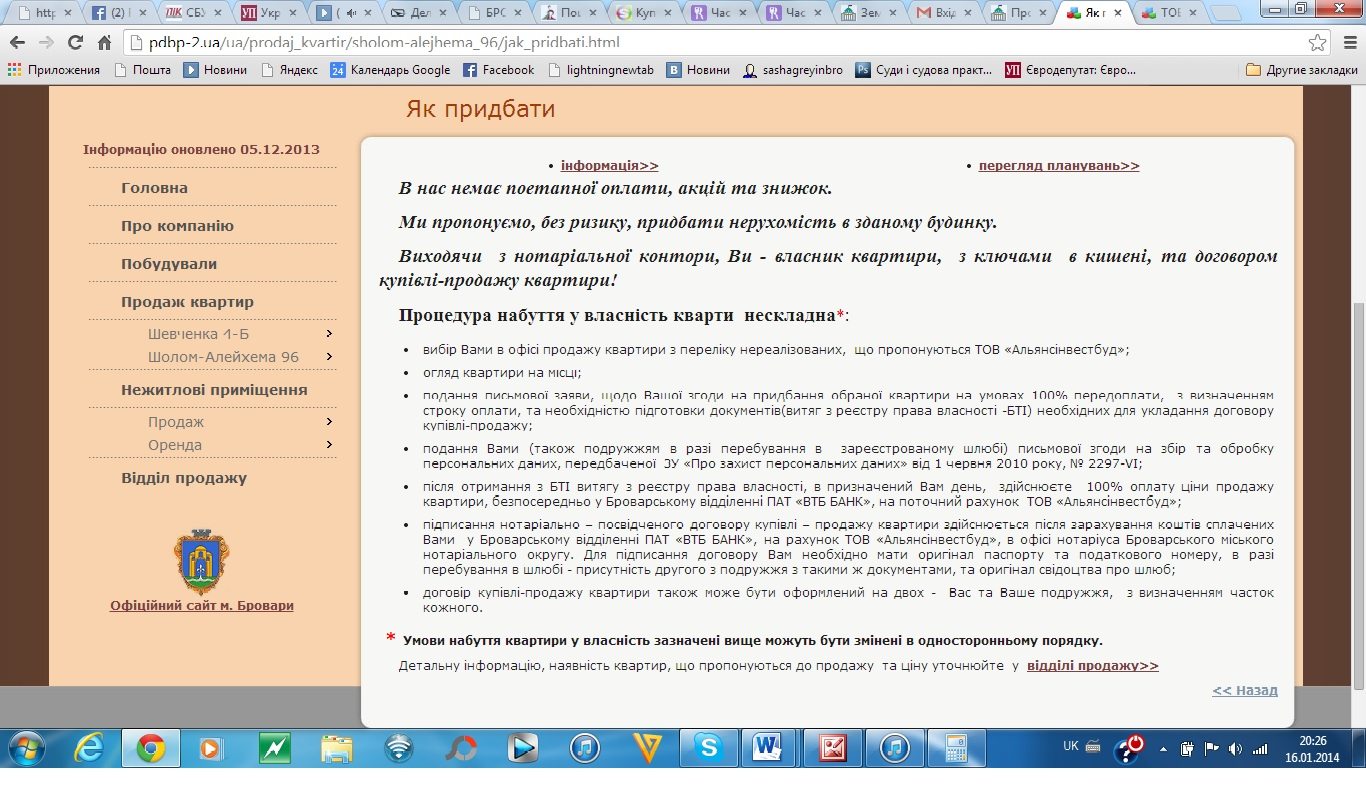 http
(2)
СБУ
Укр
(
Дел
БРС
Пои
Куп
Час
Час
Зем
Вхід
Про
Як п
ТОВ
pdbp-2.ua/ua/prodaj_kvartir/sholom-alejhema_96/jak_pridbati.html
Приложения Пошта Новини Яндекс Календарь Google Facebook lightningnewtab Новини sashagreyinbro Суди і судова практ... Євродепутат: Євро... Другие закладки
Як придбати
Інформацію оновлено 05.12.2013
Головна
Про компанію
Побудували
Продаж квартир
Шевченка 1-Б
Шолом-Алейхема 96
Нежитлові приміщення
Продаж
Оренда
Відділ продажу
Офіційний сайт м. Бровари
• інформація>> • перегляд планувань>>
В нас немає поетапної оплати, акцій та знижок.
Ми пропонуємо, без ризику, придбати нерухомість в зданому будинку.
Виходячи з нотаріальної контори, Ви - власник квартири, з ключами в кишені, та договором
купівлі-продажу квартири!
Процедура набуття у власність кварти нескладна*:
• вибір Вами в офісі продажу квартири з переліку нереалізованих, що пропонуються ТОВ «Альянсінвестбуд»;
• огляд квартири на місці;
• подання письмової заяви, щодо Вашої згоди на придбання обраної квартири на умовах 100% передоплати, з визначенням
строку оплати, та необхідністю підготовки документів(витяг з реєстру права власності -БТІ) необхідних для укладання договору
купівлі-продажу;
• подання Вами (також подружжям в разі перебування в зареєстрованому шлюбі) письмової згоди на збір та обробку
персональних даних, передбаченої ЗУ «Про захист персональних даних» від 1 червня 2010 року, № 2297-VI;
• після отримання з БТІ витягу з реєстру права власності, в призначений Вам день, здійснюєте 100% оплату ціни продажу
квартири, безпосередньо у Броварському відділенні ПАТ «ВТБ БАНК», на поточний рахунок ТОВ «Альянсінвестбуд»;
• підписання нотаріально – посвідченого договору купівлі – продажу квартири здійснюється після зарахування коштів сплачених
Вами у Броварському відділенні ПАТ «ВТБ БАНК», на рахунок ТОВ «Альянсінвестбуд», в офісі нотаріуса Броварського міського
нотаріального округу. Для підписання договору Вам необхідно мати оригінал паспорту та податкового номеру, в разі
перебування в шлюбі - присутність другого з подружжя з такими ж документами, та оригінал свідоцтва про шлюб;
• договір купівлі-продажу квартири також може бути оформлений на двох - Вас та Ваше подружжя, з визначенням часток
кожного.
* Умови набуття квартири у власність зазначені вище можуть бути змінені в односторонньому порядку.
Детальну інформацію, наявність квартир, що пропонуються до продажу та ціну уточнюйте у відділі продажу>>
<< Назад
UK
20:26
16.01.2014